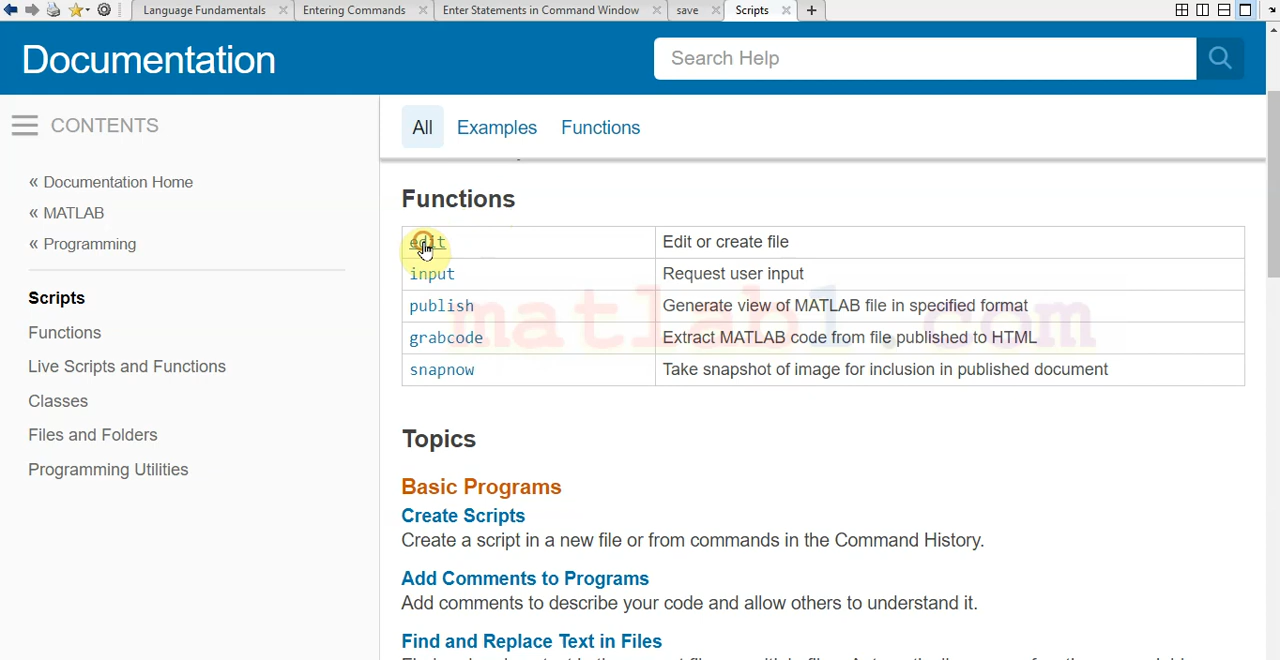 Language Fundamentals
Entering Commands
Enter Statements in Command Window
save
Scripts
Documentation
Search Help
CONTENTS
All
Examples
Functions
« Documentation Home
« MATLAB
« Programming
Scripts
Functions
Live Scripts and Functions
Classes
Files and Folders
Programming Utilities
Functions
edit Edit or create file
input Request user input
publish Generate view of MATLAB file in specified format
grabcode Extract MATLAB code from file published to HTML
snapnow Take snapshot of image for inclusion in published document
matlab1.com
Topics
Basic Programs
Create Scripts
Create a script in a new file or from commands in the Command History.
Add Comments to Programs
Add comments to describe your code and allow others to understand it.
Find and Replace Text in Files